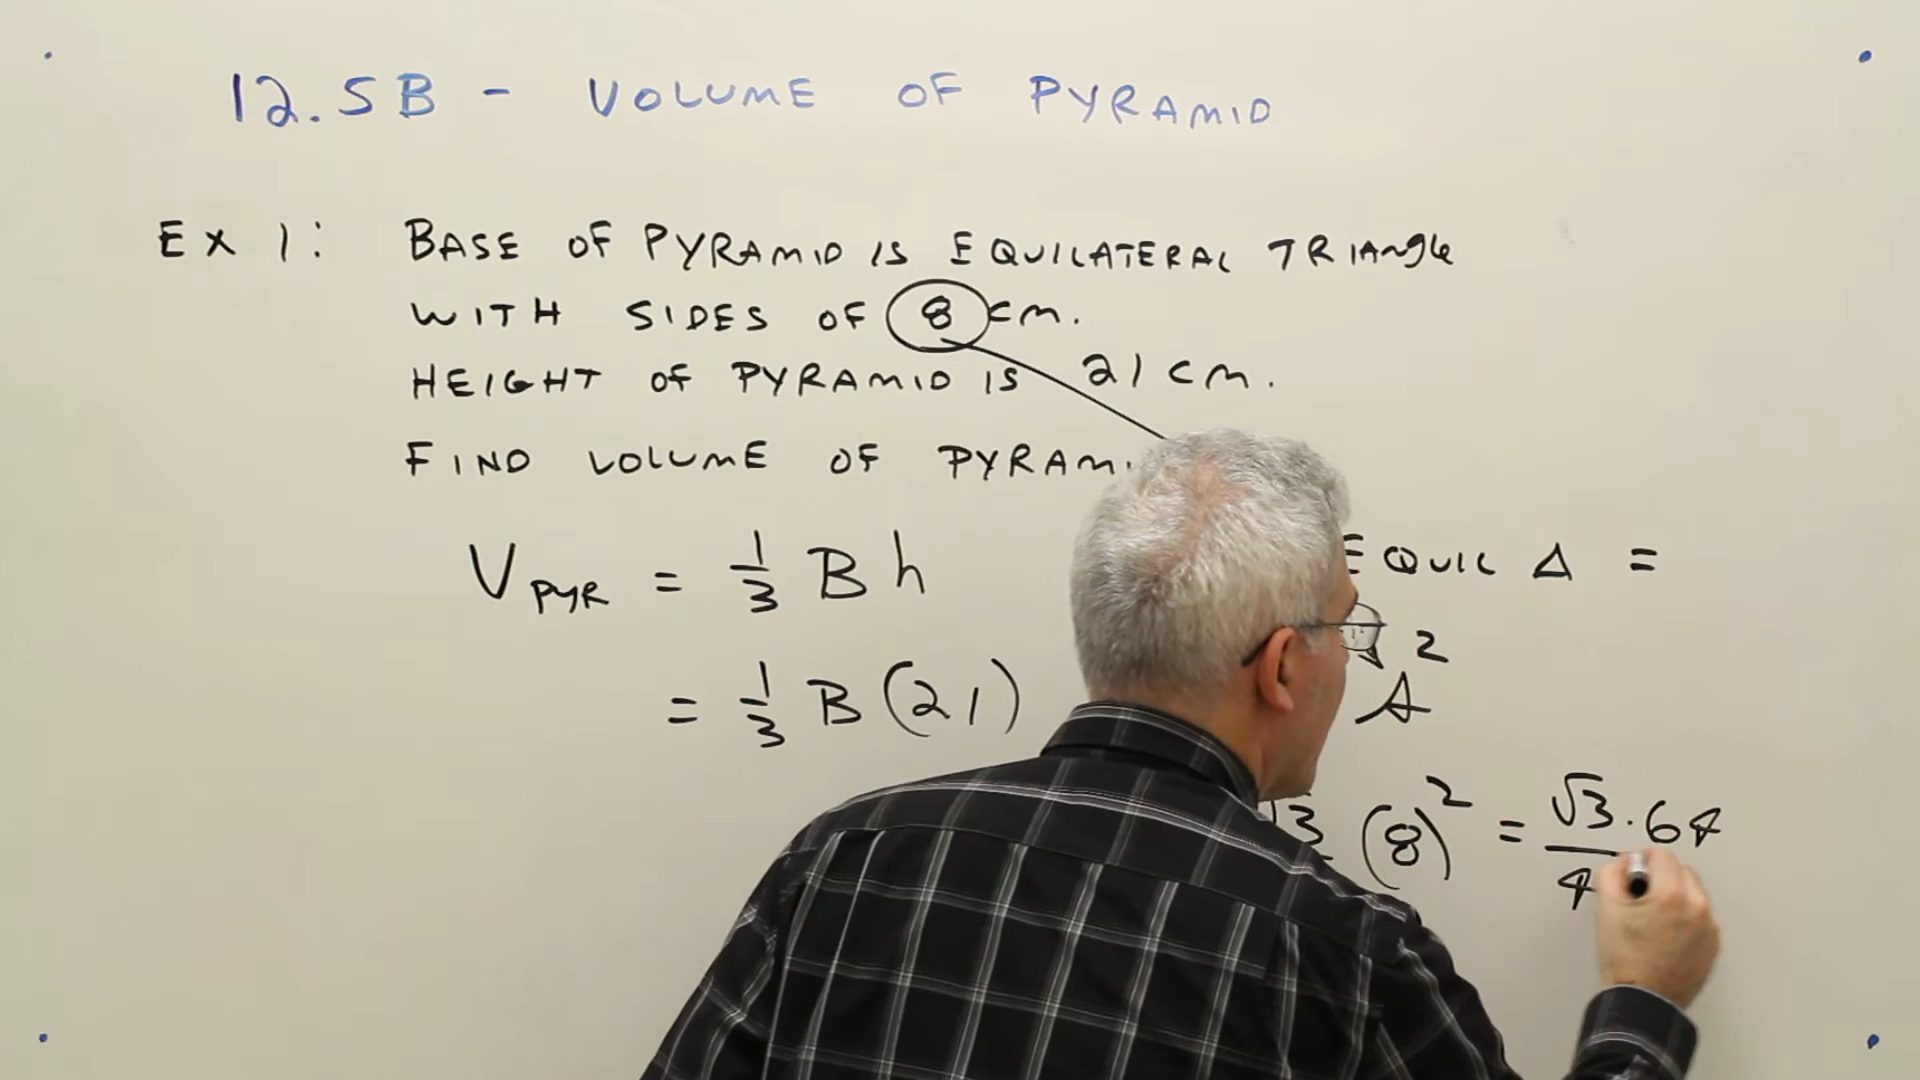 12.5B - VOLUME OF PYRAMID
EX 1: BASE OF PYRAMID IS EQUILATERAL TRIANGLE
WITH SIDES OF 8 CM.
HEIGHT OF PYRAMID IS 21 CM.
FIND VOLUME OF PYRAM
V PYR = 1/3 B h
EQUIL Δ =
= 1/3 B (21)
2
3 (8)² = √3·64
4